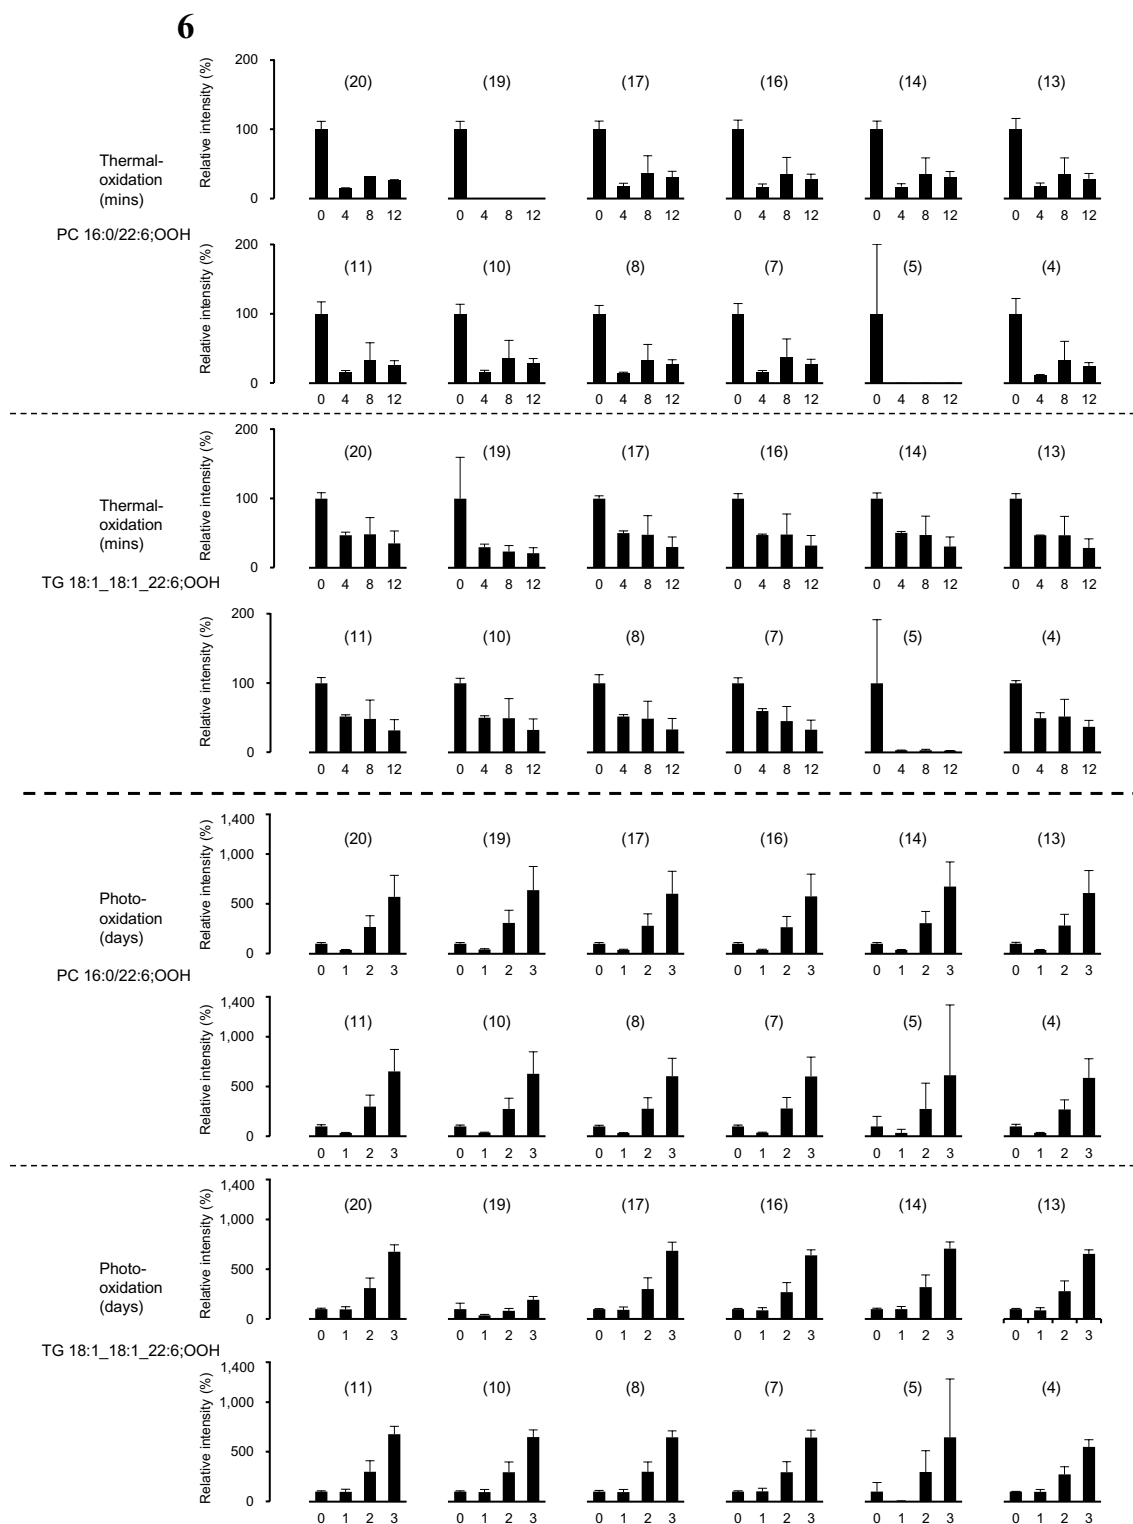 6
Relative intensity (%)
200
100
0
(20) (19) (17) (16) (14) (13)
Thermal-
oxidation
(mins)
0 4 8 12 0 4 8 12 0 4 8 12 0 4 8 12 0 4 8 12 0 4 8 12
PC 16:0/22:6;OOH
Relative intensity (%)
200
100
0
(11) (10) (8) (7) (5) (4)
0 4 8 12 0 4 8 12 0 4 8 12 0 4 8 12 0 4 8 12 0 4 8 12
Relative intensity (%)
200
100
0
(20) (19) (17) (16) (14) (13)
Thermal-
oxidation
(mins)
0 4 8 12 0 4 8 12 0 4 8 12 0 4 8 12 0 4 8 12 0 4 8 12
TG 18:1_18:1_22:6;OOH
Relative intensity (%)
200
100
0
(11) (10) (8) (7) (5) (4)
0 4 8 12 0 4 8 12 0 4 8 12 0 4 8 12 0 4 8 12 0 4 8 12
Relative intensity (%)
1,400
1,000
500
0
(20) (19) (17) (16) (14) (13)
Photo-
oxidation
(days)
0 1 2 3 0 1 2 3 0 1 2 3 0 1 2 3 0 1 2 3 0 1 2 3
PC 16:0/22:6;OOH
Relative intensity (%)
1,400
1,000
500
0
(11) (10) (8) (7) (5) (4)
0 1 2 3 0 1 2 3 0 1 2 3 0 1 2 3 0 1 2 3 0 1 2 3
Relative intensity (%)
1,400
1,000
500
0
(20) (19) (17) (16) (14) (13)
Photo-
oxidation
(days)
0 1 2 3 0 1 2 3 0 1 2 3 0 1 2 3 0 1 2 3 0 1 2 3
TG 18:1_18:1_22:6;OOH
Relative intensity (%)
1,400
1,000
500
0
(11) (10) (8) (7) (5) (4)
0 1 2 3 0 1 2 3 0 1 2 3 0 1 2 3 0 1 2 3 0 1 2 3